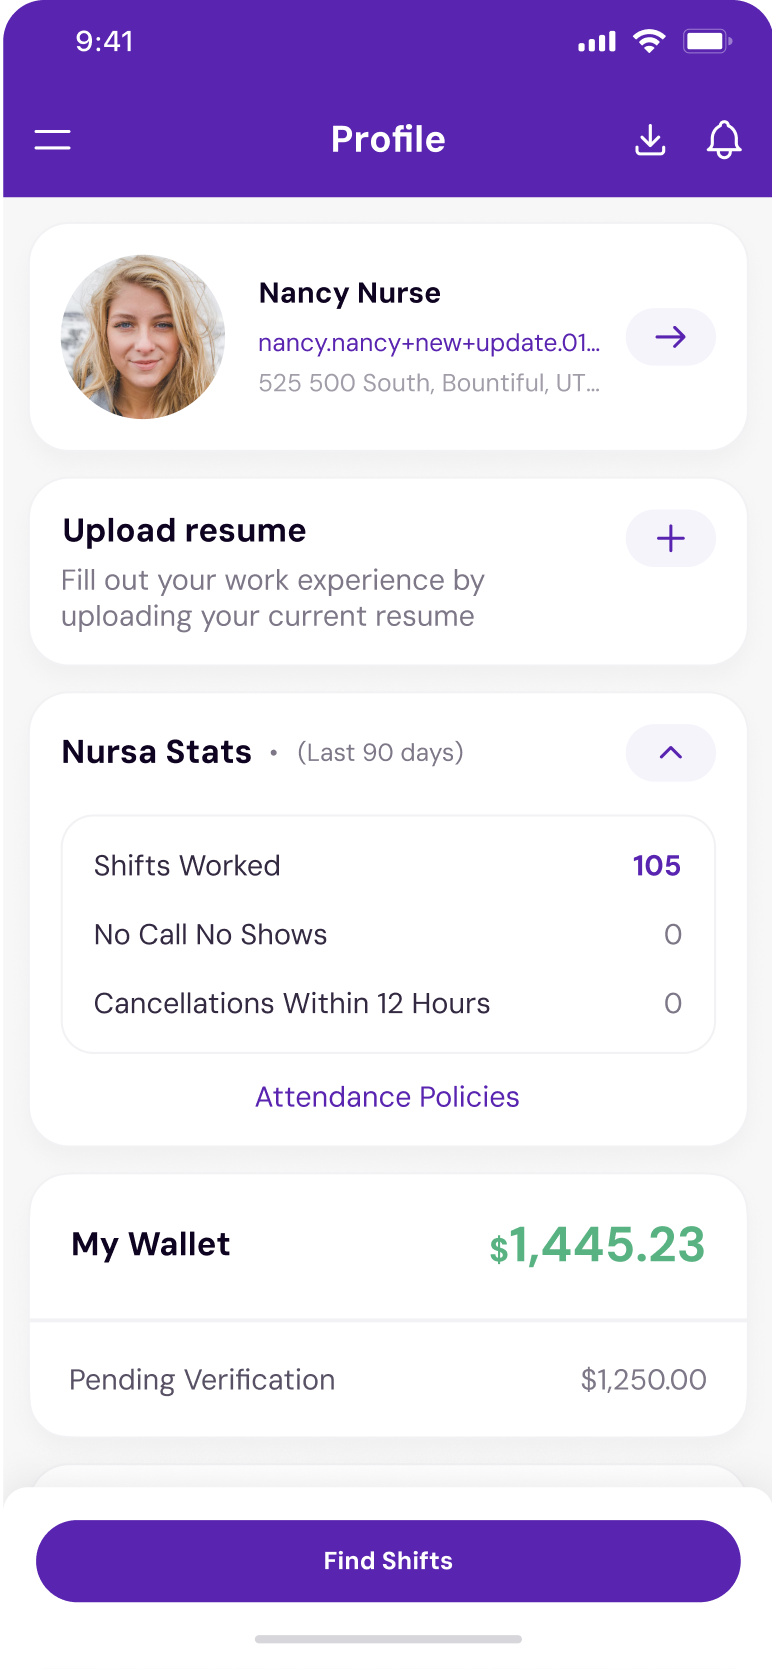 9:41
Profile
Nancy Nurse
nancy.nancy+new+update.01...
525 500 South, Bountiful, UT...
Upload resume
Fill out your work experience by
uploading your current resume
Nursa Stats • (Last 90 days)
Shifts Worked 105
No Call No Shows 0
Cancellations Within 12 Hours 0
Attendance Policies
My Wallet $1,445.23
Pending Verification $1,250.00
Find Shifts